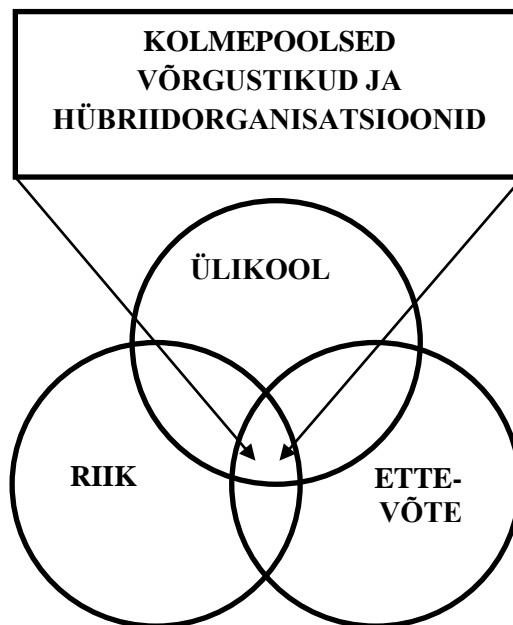 KOLMEPOOLSED
VÕRGUSTIKUD JA
HÜBRIIDORGANISATSIOONID
ÜLIKOOL
RIIK
ETTE-
VÕTE